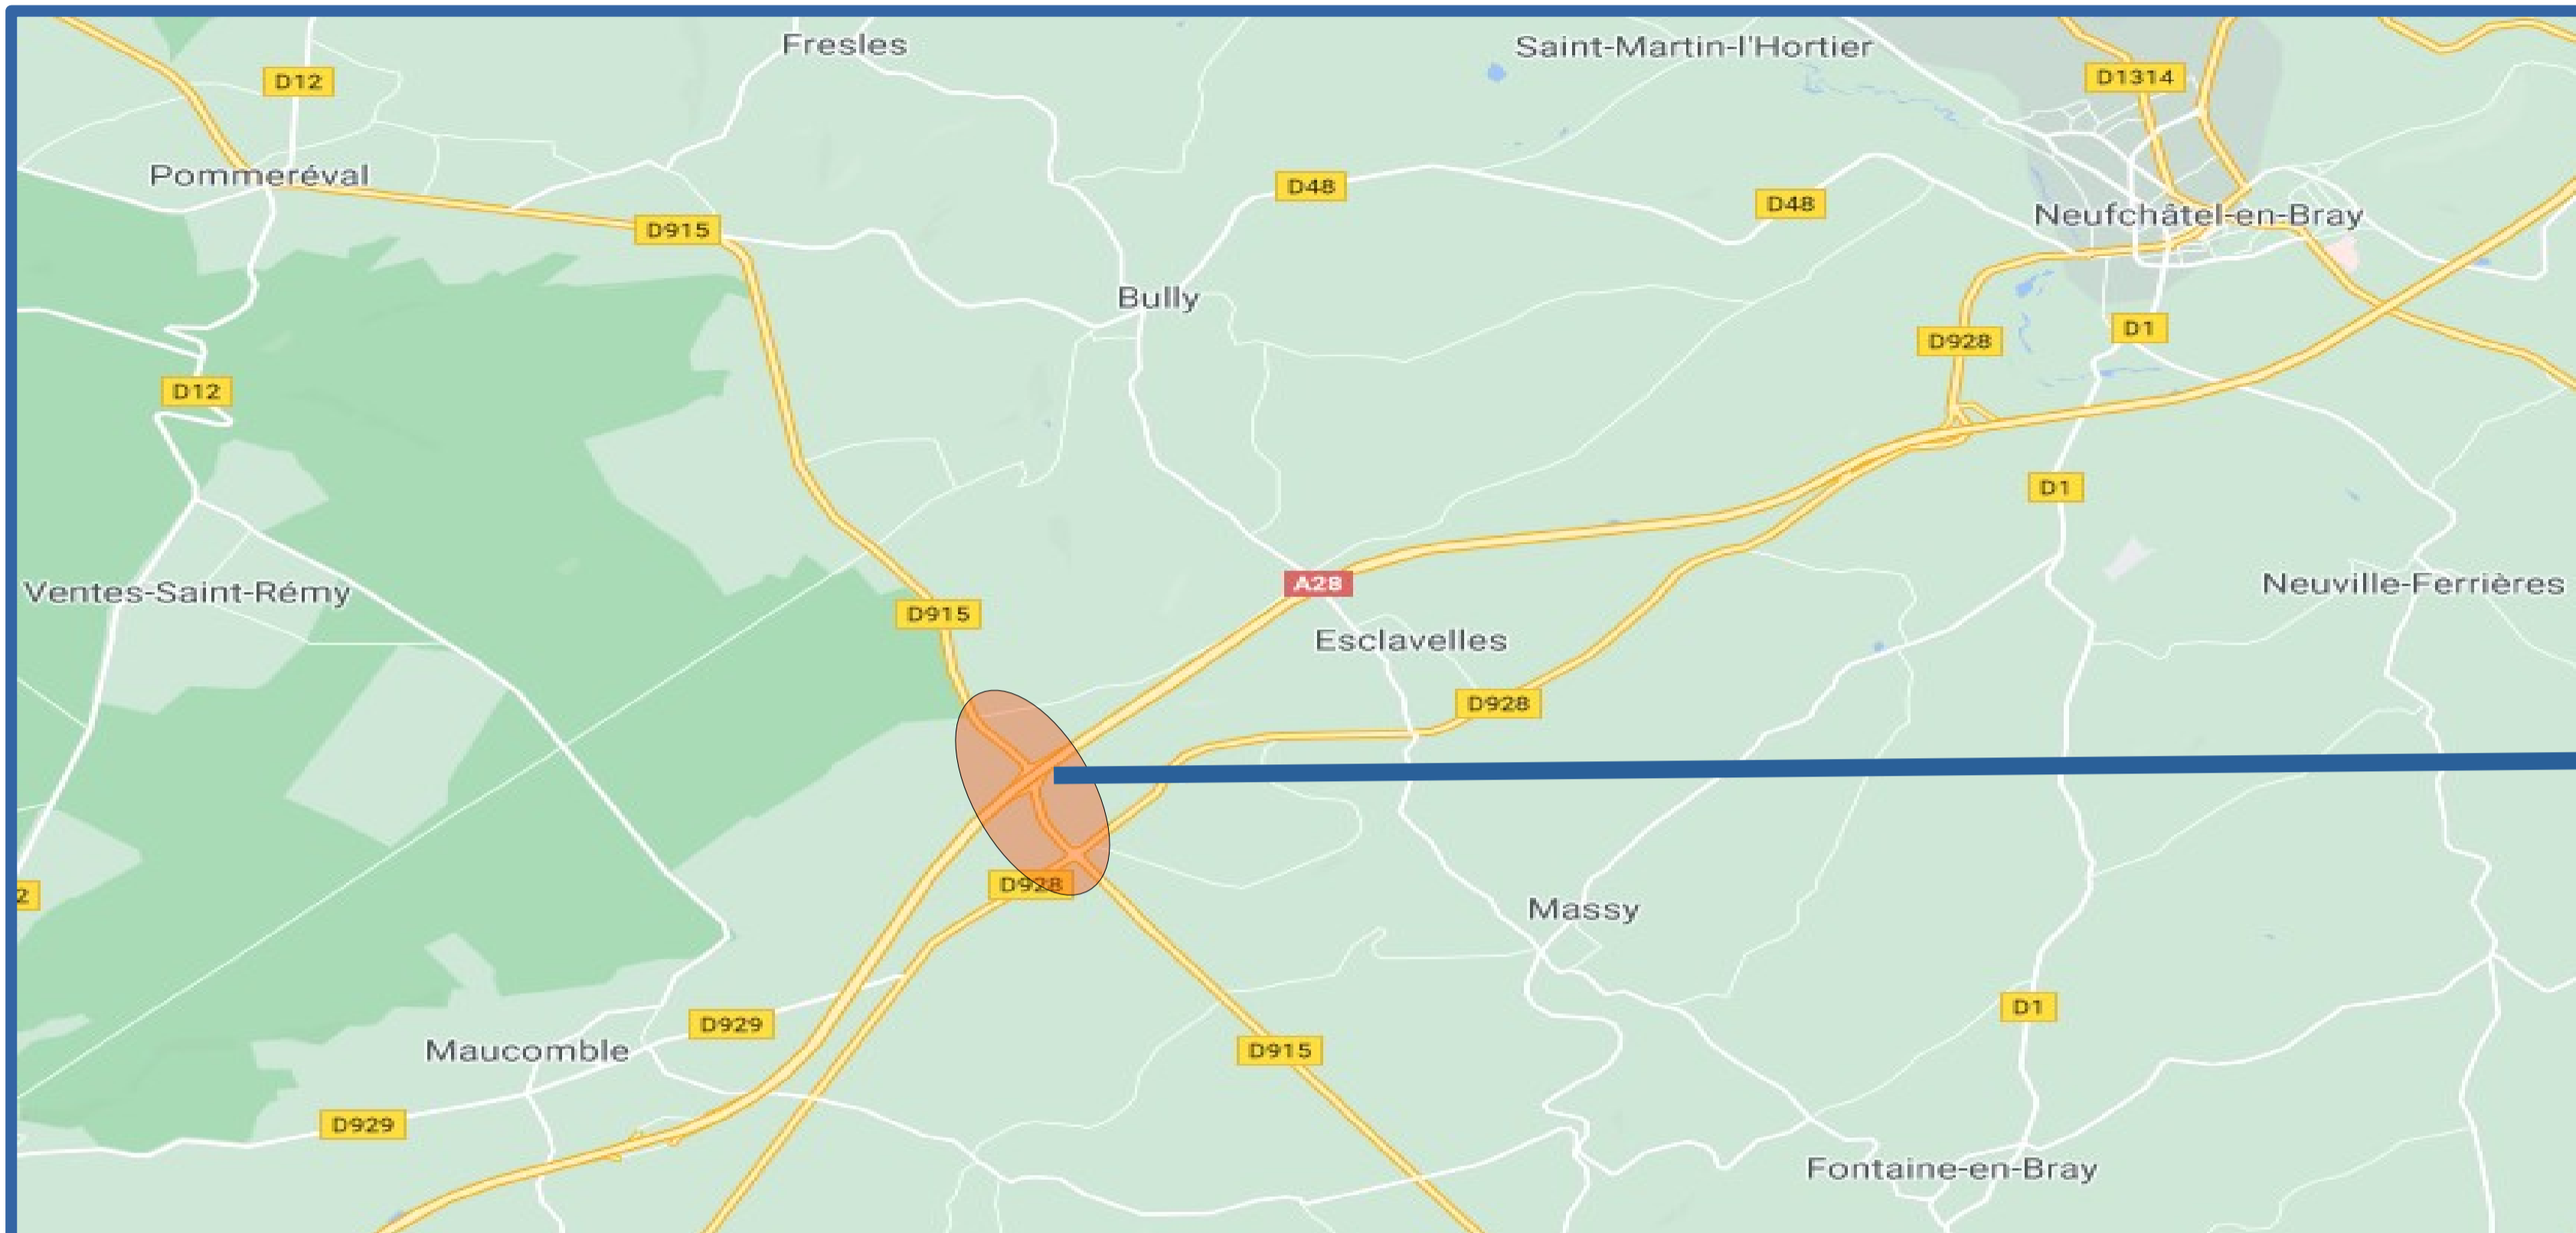 Fresles
Saint-Martin-l'Hortier
D12
D1314
Pommeréval
D48
D48
Neufchâtel-en-Bray
D915
Bully
D928
D1
D12
D1
A28
Ventes-Saint-Rémy
Neuville-Ferrières
D915
Esclavelles
D928
D928
2
Massy
D1
D929
Maucomble
D915
D929
Fontaine-en-Bray